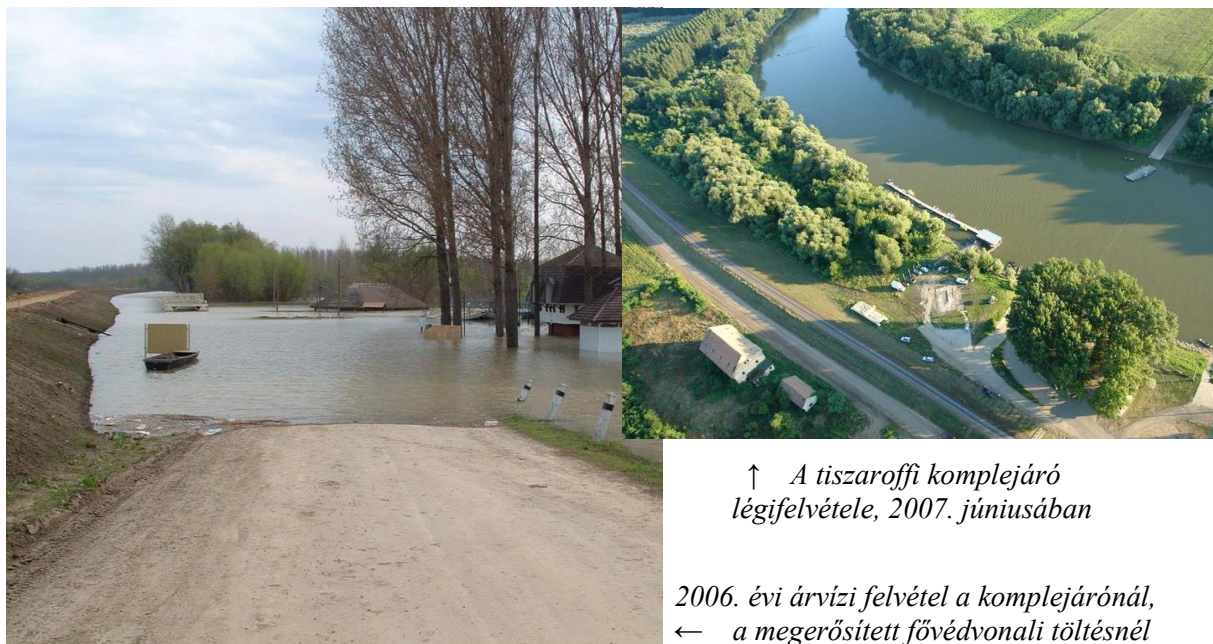 ↑ A tiszaroffi komplejáró
légifelvétele, 2007. júniusában
2006. évi árvízi felvétel a komplejárónál,
← a megerősített fővédvonali töltésnél